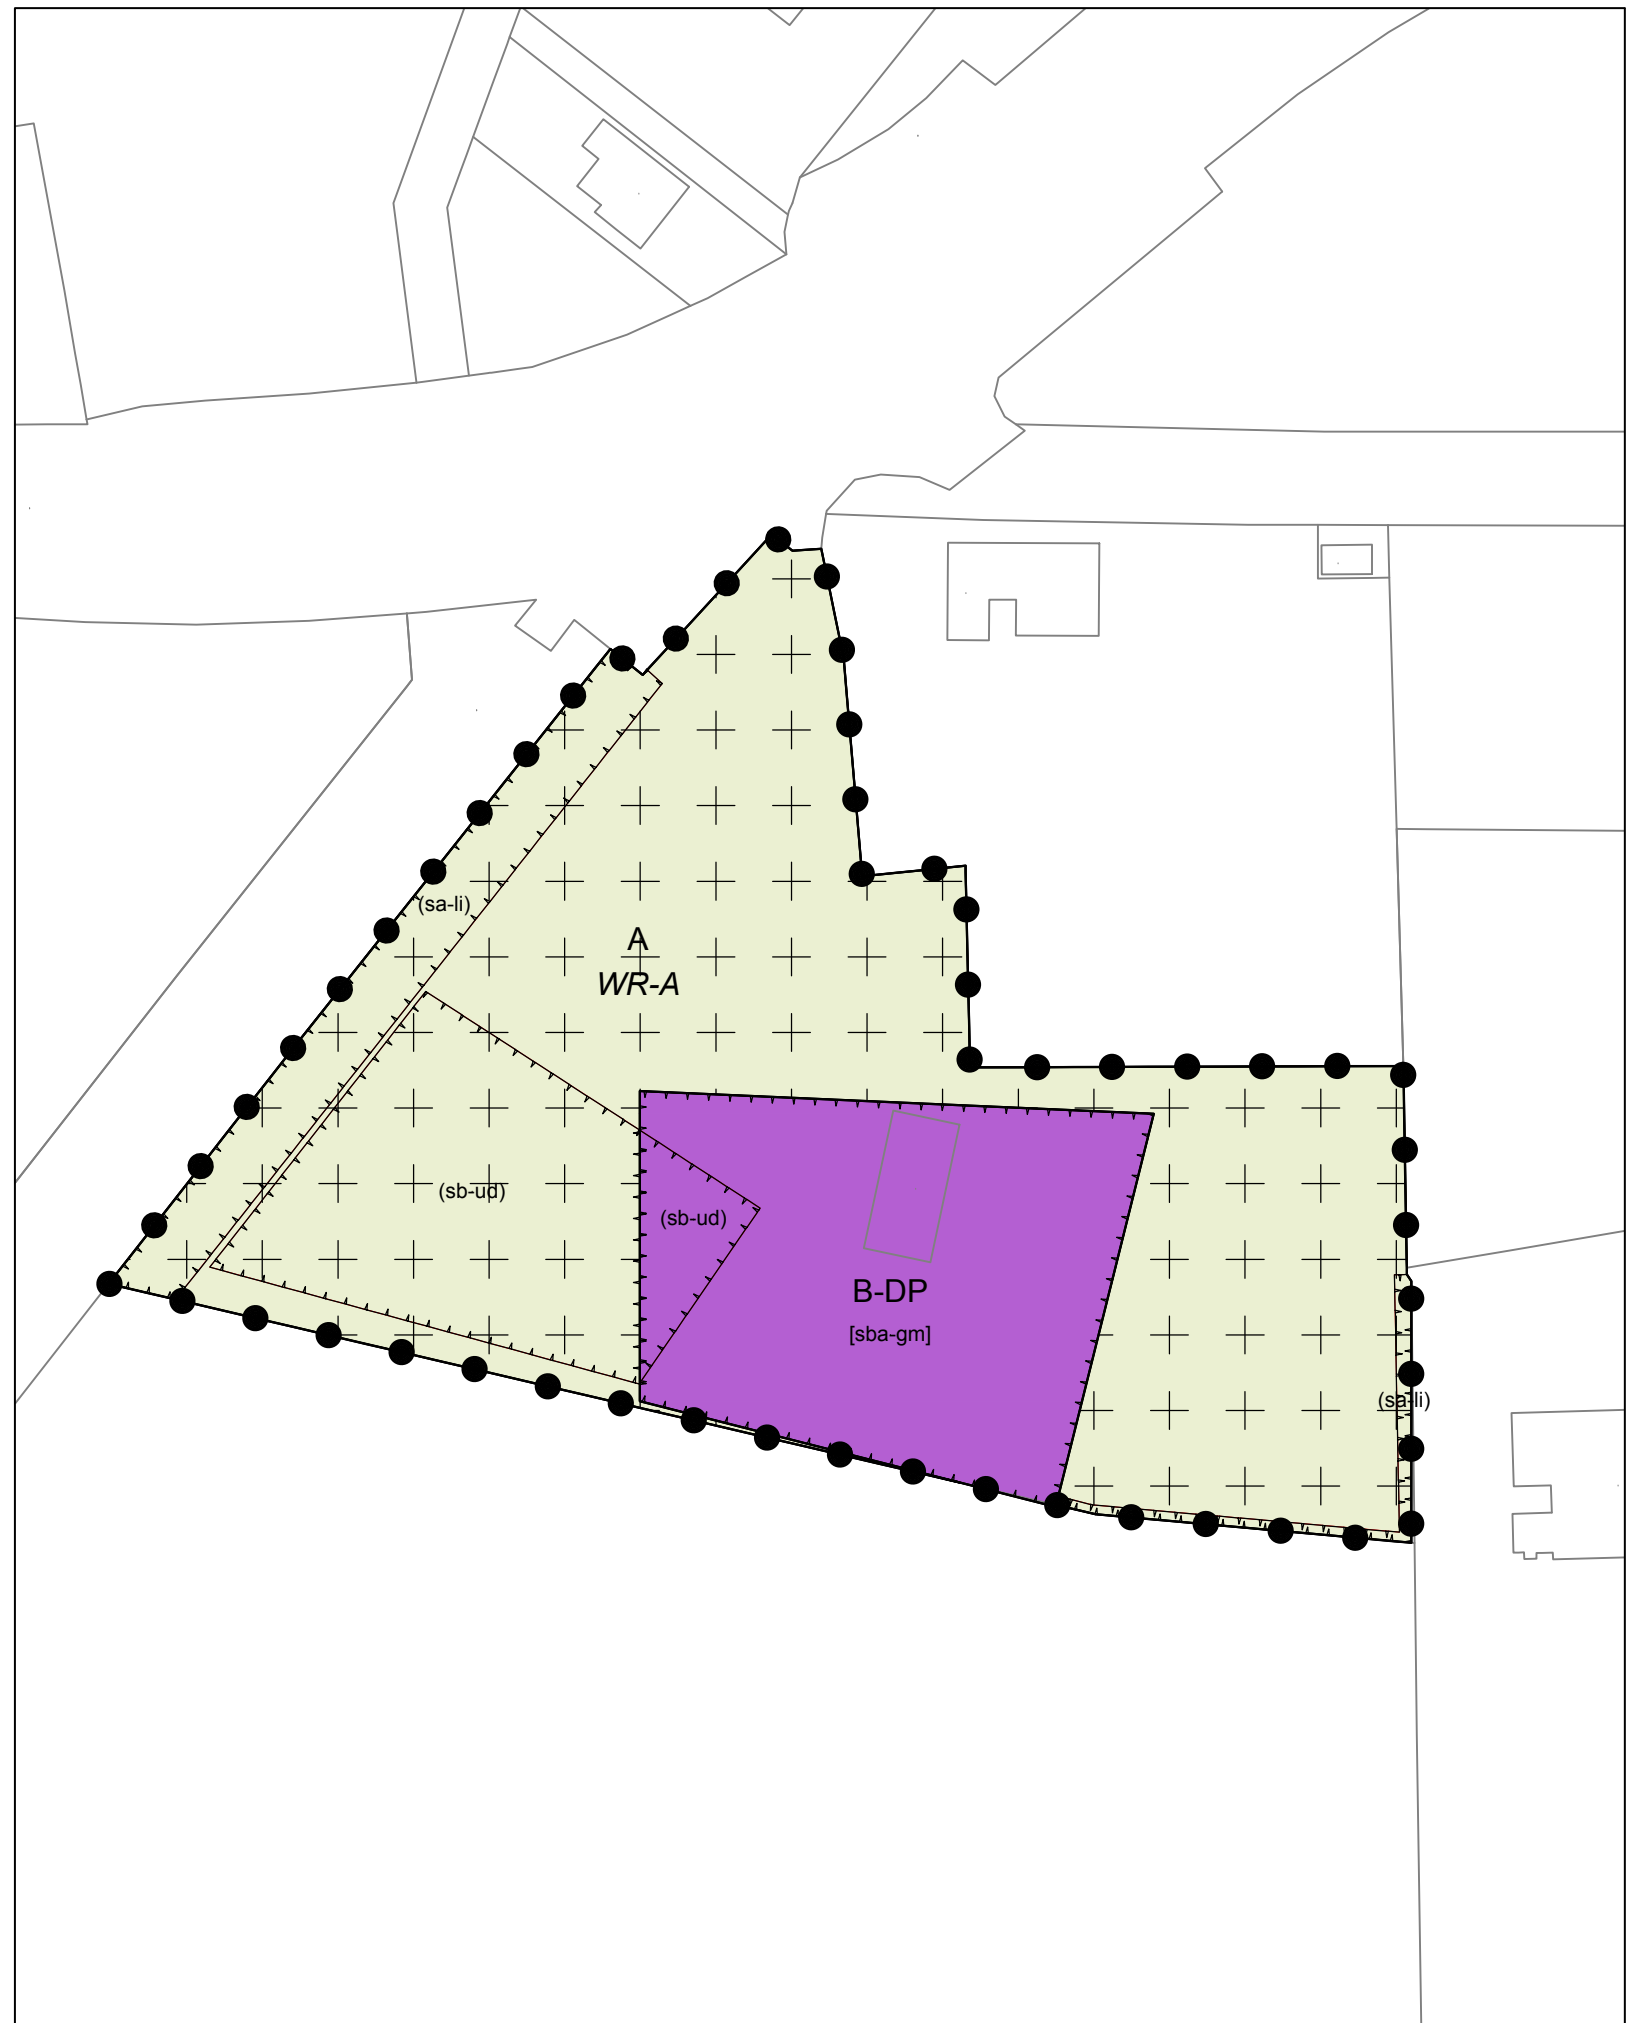 (sa-li)
A
WR-A
(sb-ud)
(sb-ud)
B-DP
[sba-gm]
(sa-li)